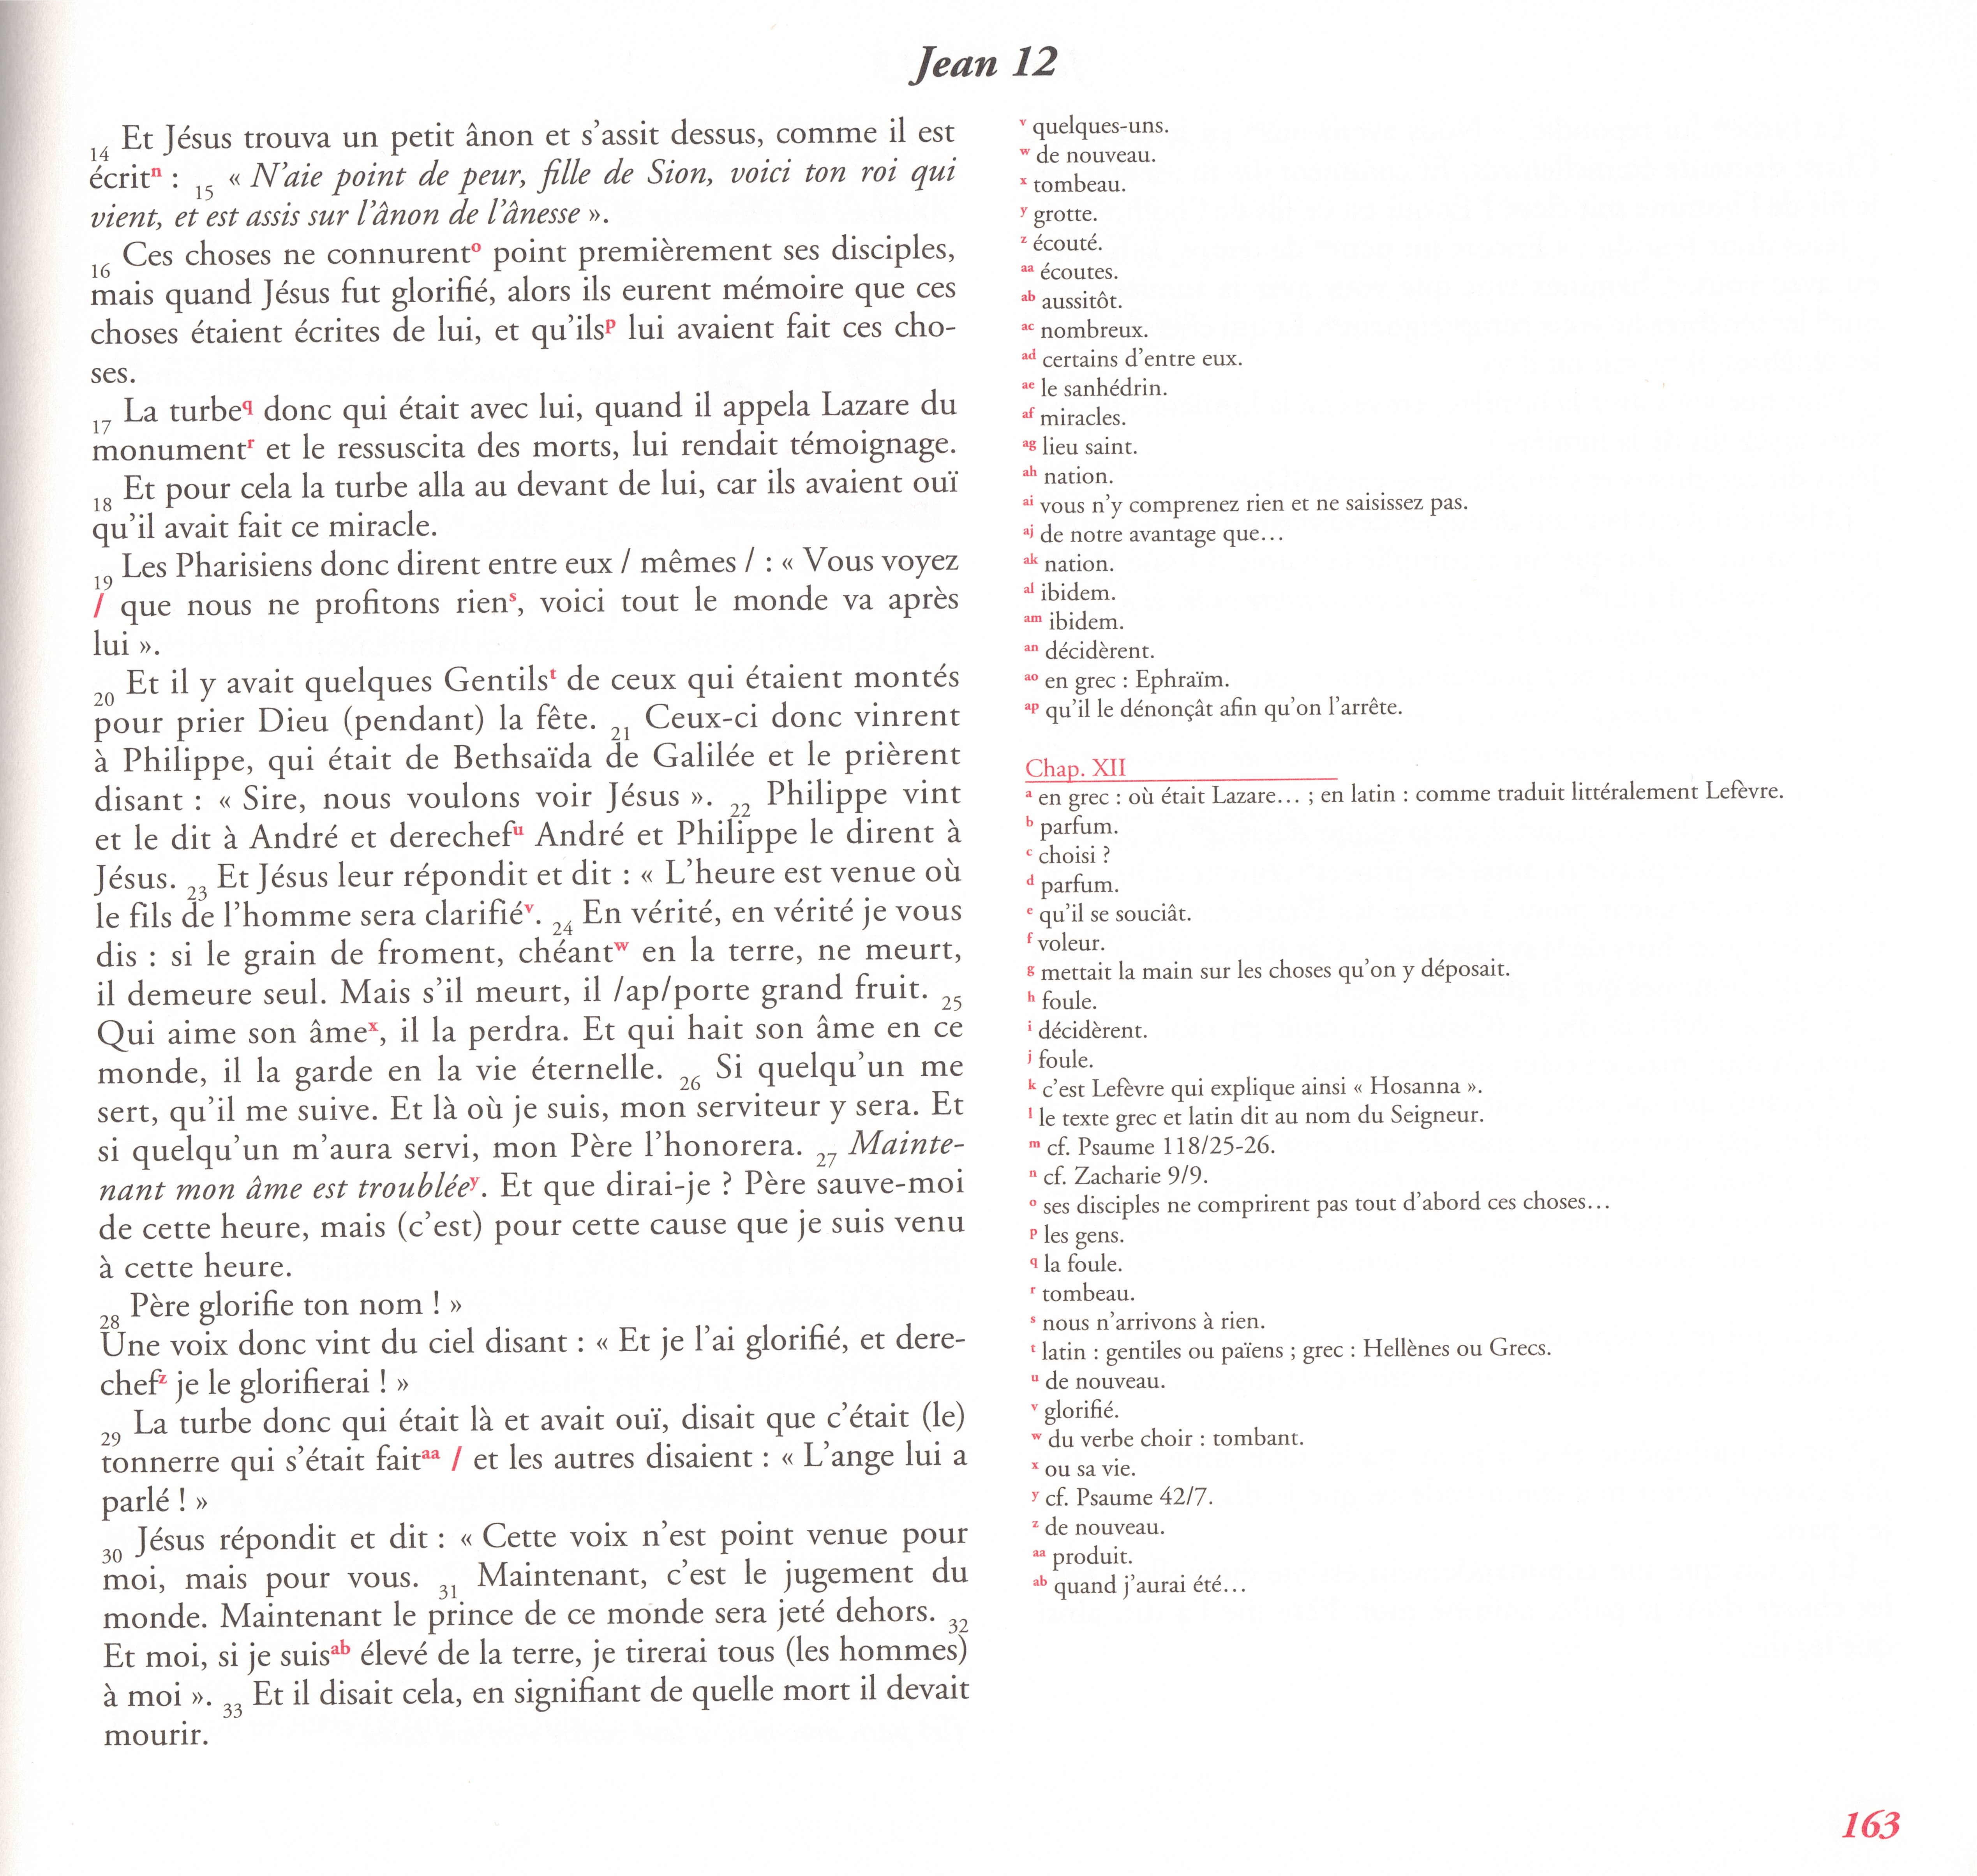 Jean 12
14 Et Jésus trouva un petit ânon et s’assit dessus, comme il est
écritn : 15 « N’aie point de peur, fille de Sion, voici ton roi qui
vient, et est assis sur l’ânon de l’ânesse ».
16 Ces choses ne connurento point premièrement ses disciples,
mais quand Jésus fut glorifié, alors ils eurent mémoire que ces
choses étaient écrites de lui, et qu’ilsp lui avaient fait ces cho-
ses.
17 La turbeq donc qui était avec lui, quand il appela Lazare du
monumentr et le ressuscita des morts, lui rendait témoignage.
18 Et pour cela la turbe alla au devant de lui, car ils avaient ouï
qu’il avait fait ce miracle.
19 Les Pharisiens donc dirent entre eux / mêmes / : « Vous voyez
/ que nous ne profitons riens, voici tout le monde va après
lui ».
20 Et il y avait quelques Gentilst de ceux qui étaient montés
pour prier Dieu (pendant) la fête. 21 Ceux-ci donc vinrent
à Philippe, qui était de Bethsaïda de Galilée et le prièrent
disant : « Sire, nous voulons voir Jésus ». 22 Philippe vint
et le dit à André et derechefu André et Philippe le dirent à
Jésus. 23 Et Jésus leur répondit et dit : « L’heure est venue où
le fils de l’homme sera clarifiév. 24 En vérité, en vérité je vous
dis : si le grain de froment, chéantw en la terre, ne meurt,
il demeure seul. Mais s’il meurt, il /ap/porte grand fruit. 25
Qui aime son âmex, il la perdra. Et qui hait son âme en ce
monde, il la garde en la vie éternelle. 26 Si quelqu’un me
sert, qu’il me suive. Et là où je suis, mon serviteur y sera. Et
si quelqu’un m’aura servi, mon Père l’honorera. 27 Mainte-
nant mon âme est troubléey. Et que dirai-je ? Père sauve-moi
de cette heure, mais (c’est) pour cette cause que je suis venu
à cette heure.
28 Père glorifie ton nom ! »
Une voix donc vint du ciel disant : « Et je l’ai glorifié, et dere-
chefz je le glorifierai ! »
29 La turbe donc qui était là et avait ouï, disait que c’était (le)
tonnerre qui s’était faitaa / et les autres disaient : « L’ange lui a
parlé ! »
30 Jésus répondit et dit : « Cette voix n’est point venue pour
moi, mais pour vous. 31 Maintenant, c’est le jugement du
monde. Maintenant le prince de ce monde sera jeté dehors. 32
Et moi, si je suisab élevé de la terre, je tirerai tous (les hommes)
à moi ». 33 Et il disait cela, en signifiant de quelle mort il devait
mourir.
v quelques-uns.
w de nouveau.
x tombeau.
y grotte.
z écouté.
aa écoutes.
ab aussitôt.
ac nombreux.
ad certains d’entre eux.
ae le sanhédrin.
af miracles.
ag lieu saint.
ah nation.
ai vous n’y comprenez rien et ne saisissez pas.
aj de notre avantage que…
ak nation.
al ibidem.
am ibidem.
an décidèrent.
ao en grec : Ephraïm.
ap qu’il le dénonçât afin qu’on l’arrête.
Chap. XII
a en grec : où était Lazare… ; en latin : comme traduit littéralement Lefèvre.
b parfum.
c choisi ?
d parfum.
e qu’il se souciât.
f voleur.
g mettait la main sur les choses qu’on y déposait.
h foule.
i décidèrent.
j foule.
k c’est Lefèvre qui explique ainsi « Hosanna ».
l le texte grec et latin dit au nom du Seigneur.
m cf. Psaume 118/25-26.
n cf. Zacharie 9/9.
o ses disciples ne comprirent pas tout d’abord ces choses…
p les gens.
q la foule.
r tombeau.
s nous n’arrivons à rien.
t latin : gentiles ou païens ; grec : Hellènes ou Grecs.
u de nouveau.
v glorifié.
w du verbe choir : tombant.
x ou sa vie.
y cf. Psaume 42/7.
z de nouveau.
aa produit.
ab quand j’aurai été…
163